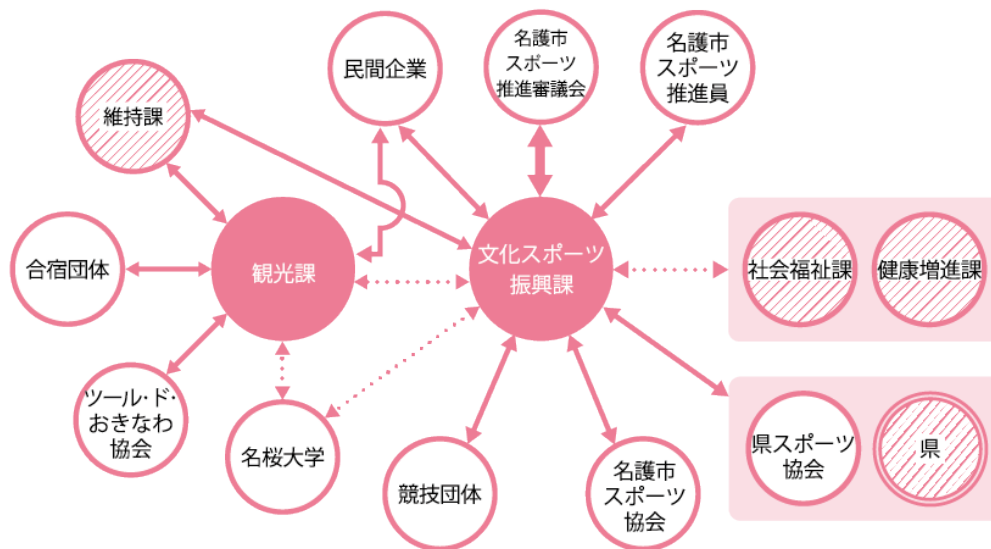 民間企業
名護市
スポーツ
推進審議会
名護市
スポーツ
推進員
維持課
合宿団体
観光課
文化スポーツ
振興課
社会福祉課
健康増進課
ツール・ド・
おきなわ
協会
名桜大学
競技団体
名護市
スポーツ
協会
県スポーツ
協会
県